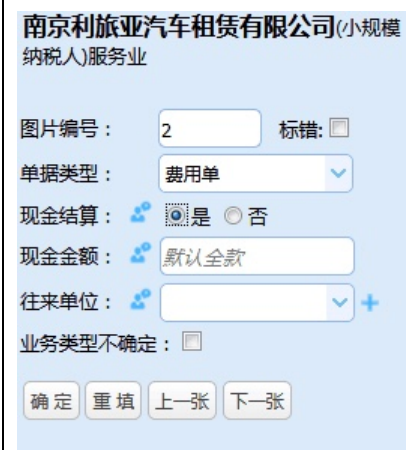 南京利旅亚汽车租赁有限公司(小规模
纳税人)服务业
图片编号： 2 标错:
单据类型： 费用单
现金结算： 是 否
现金金额： 默认全款
往来单位： +
业务类型不确定：
确定 重填 上一张 下一张